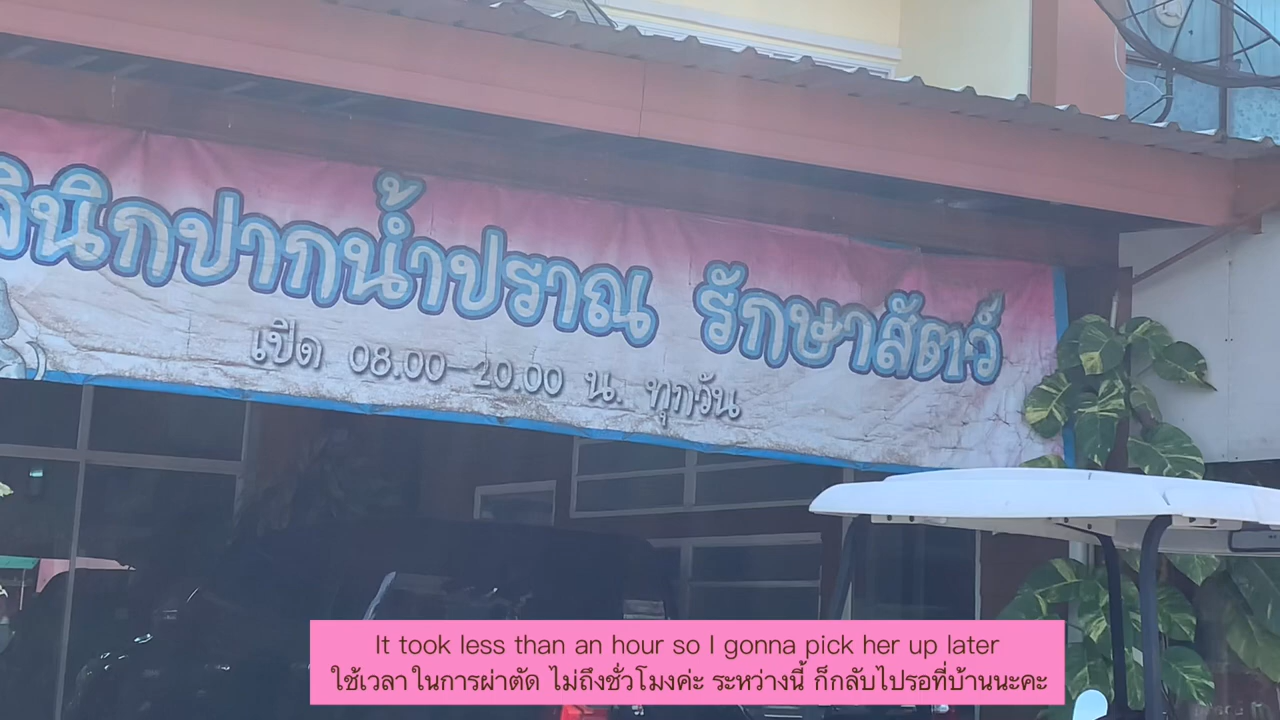 ลินิกปากน้ำปราณ รักษาสัตว์
เปิด 08.00-20.00 น. ทุกวัน
It took less than an hour so I gonna pick her up later
ใช้เวลาในการผ่าตัด ไม่ถึงชั่วโมงค่ะ ระหว่างนี้ ก็กลับไปรอที่บ้านนะคะ